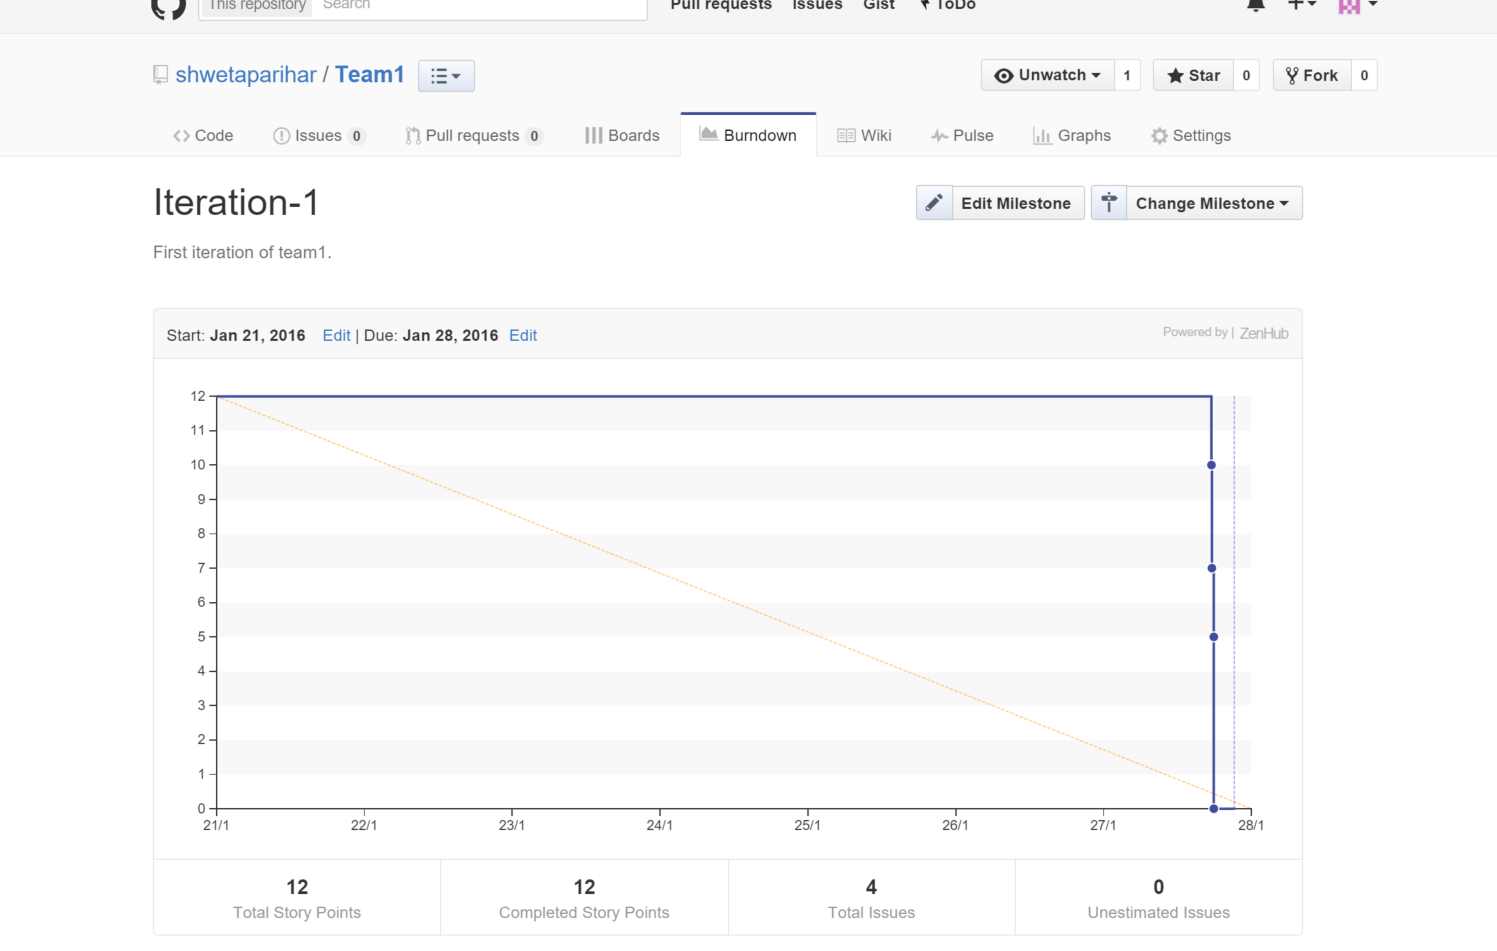 This repository Search Pull requests Issues Gist ToDo
shwetaparihar / Team1 Unwatch 1 Star 0 Fork 0
Code Issues 0 Pull requests 0 Boards Burndown Wiki Pulse Graphs Settings
Iteration-1 Edit Milestone Change Milestone
First iteration of team1.
Start: Jan 21, 2016 Edit | Due: Jan 28, 2016 Edit Powered by | ZenHub
12
11
10
9
8
7
6
5
4
3
2
1
0
21/1 22/1 23/1 24/1 25/1 26/1 27/1 28/1
12 12 4 0
Total Story Points Completed Story Points Total Issues Unestimated Issues